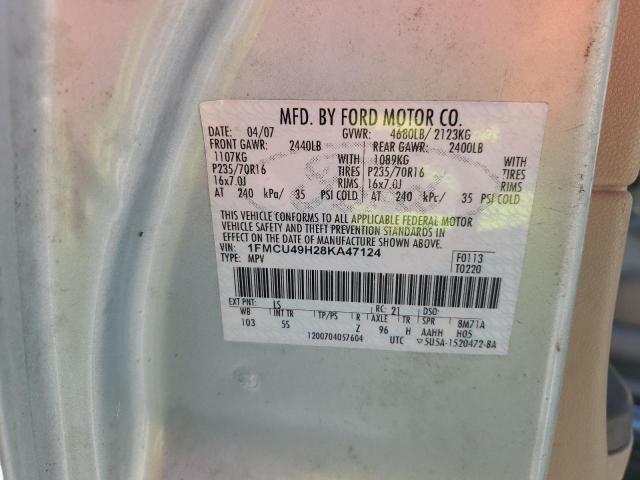 MFD. BY FORD MOTOR CO.
DATE: 04/07 GVWR: 4680LB/ 2123KG
FRONT GAWR: 2440LB REAR GAWR: 2400LB
1107KG WITH 1089KG WITH
P235/70R16 TIRES P235/70R16 TIRES
16x7.0J RIMS 16x7.0J RIMS
AT 240 kPa/ 35 PSI COLD AT 240 kPc/ 35 PSI COLD
THIS VEHICLE CONFORMS TO ALL APPLICABLE FEDERAL MOTOR
VEHICLE SAFETY AND THEFT PREVENTION STANDARDS IN
EFFECT ON THE DATE OF MANUFACTURE SHOWN ABOVE.
VIN: 1FMCU49H28KA47124 F0113
TYPE: MPV T0220
EXT PNT: LS RC: 21 DSO:
WB INT TR TP/PS R AXLE TR SPR 8M71A
103 5S Z 96 H AAHH H05
1200704057604 UTC ▽5U5A-1520472-BA